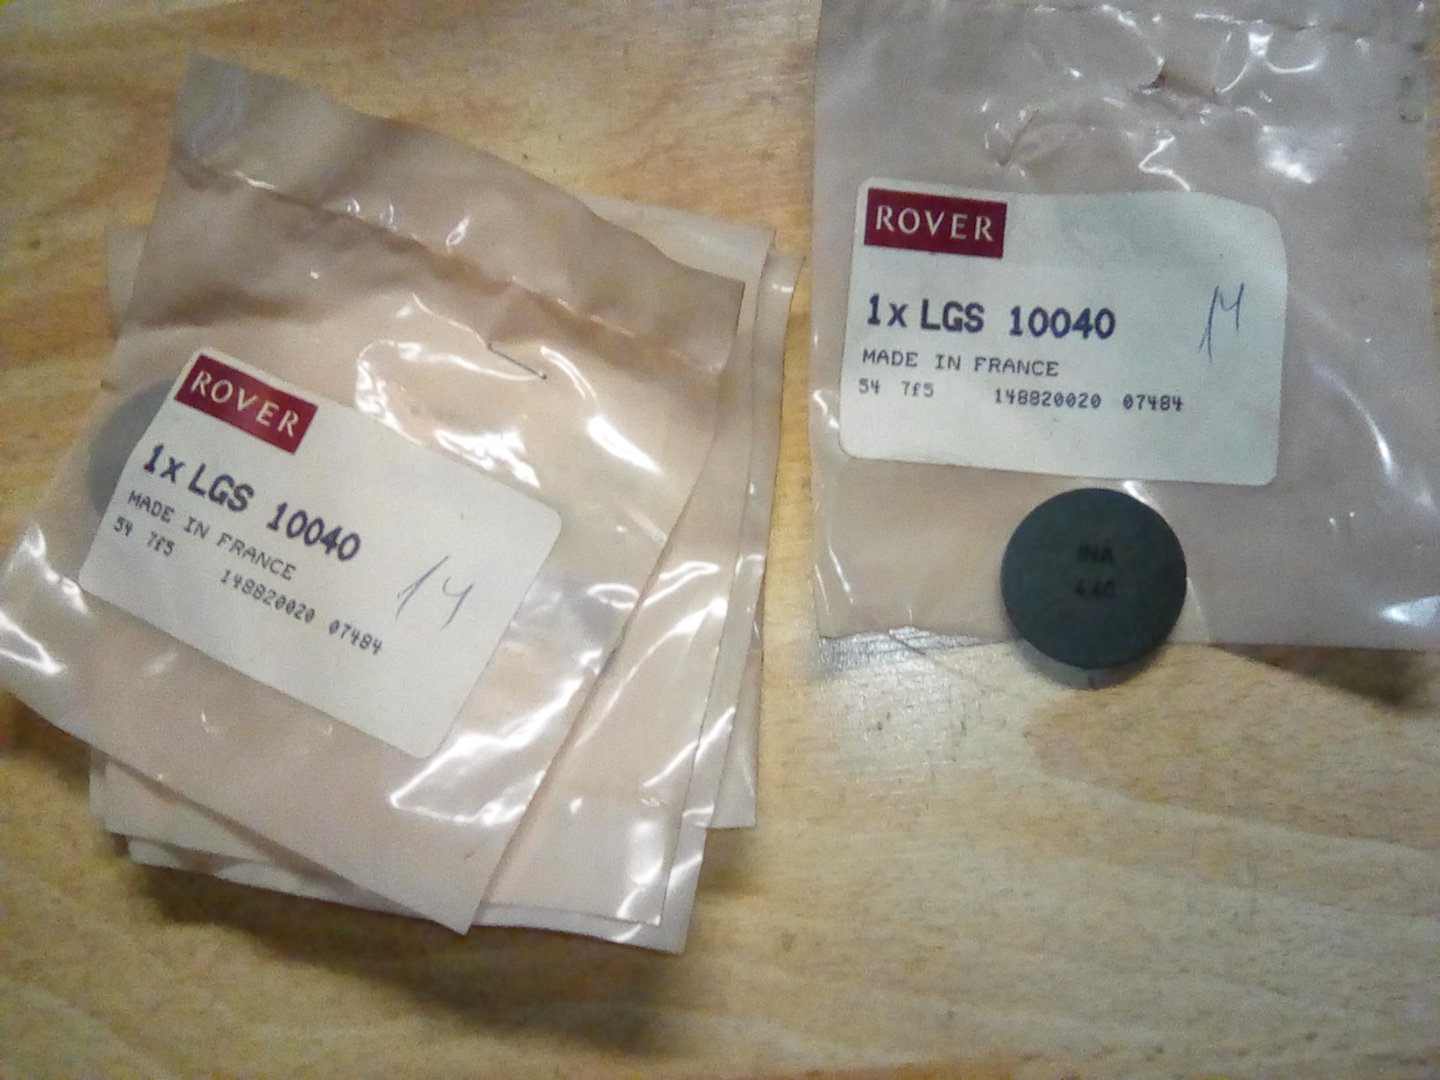 ROVER
1x LGS 10040
MADE IN FRANCE
54 7f5 148820020 07484
14
ROVER
1x LGS 10040
MADE IN FRANCE
54 7f5 148820020 07484
INA